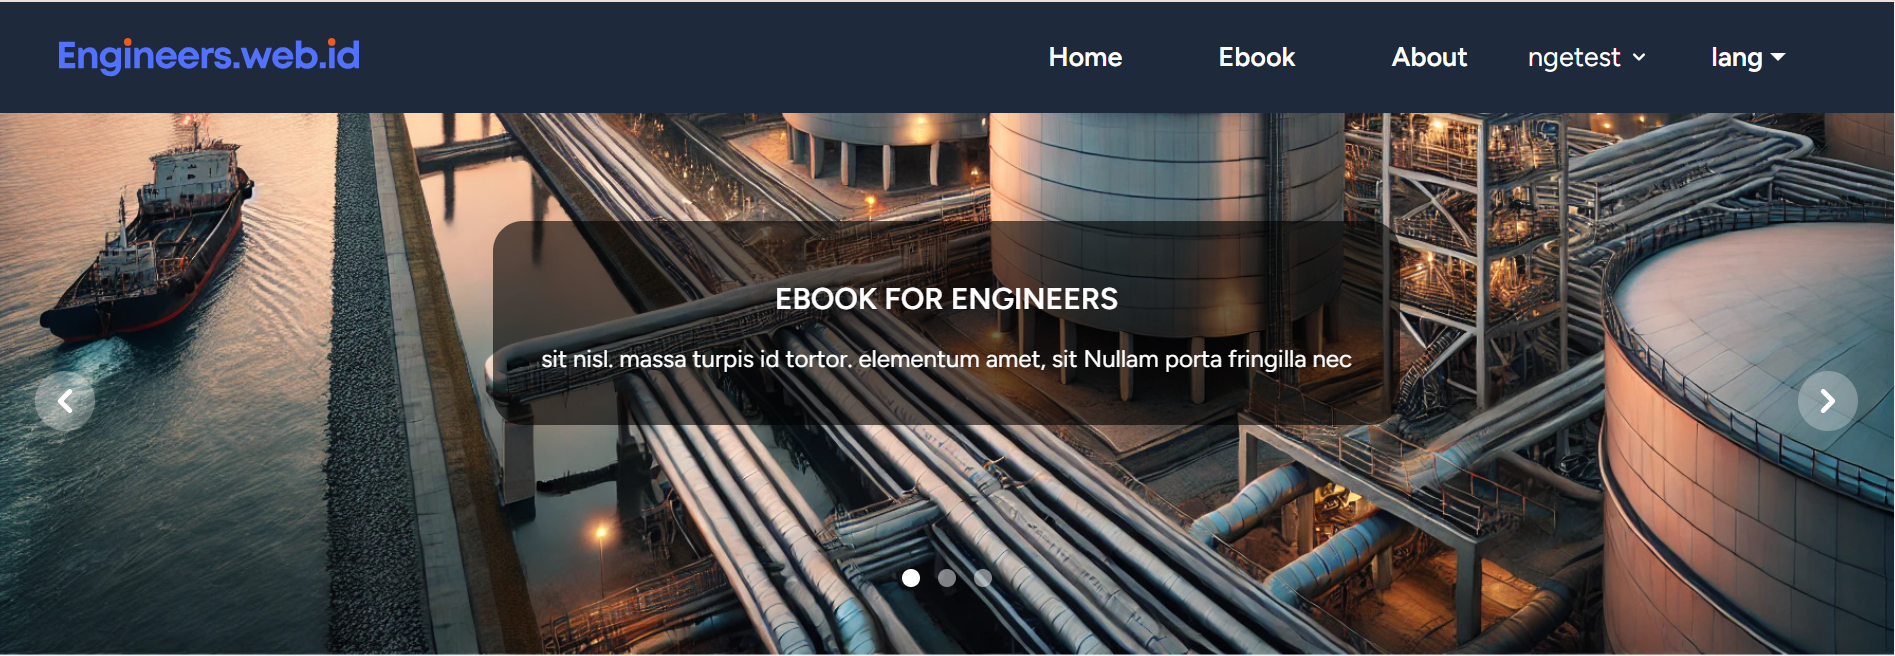 Engineers.web.id
Home Ebook About ngetest lang
EBOOK FOR ENGINEERS
sit nisl. massa turpis id tortor. elementum amet, sit Nullam porta fringilla nec